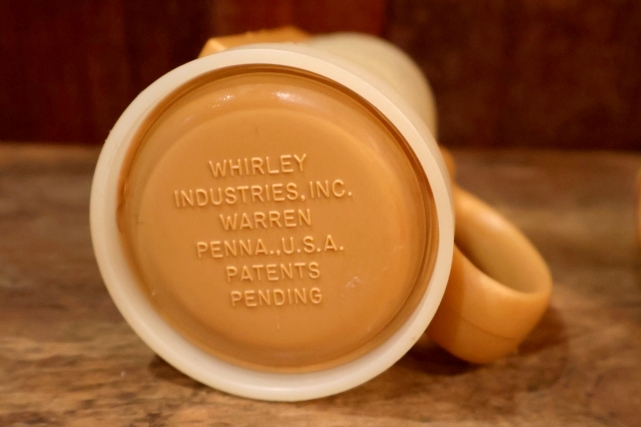 WHIRLEY
INDUSTRIES, INC.
WARREN
PENNA.,U.S.A.
PATENTS
PENDING